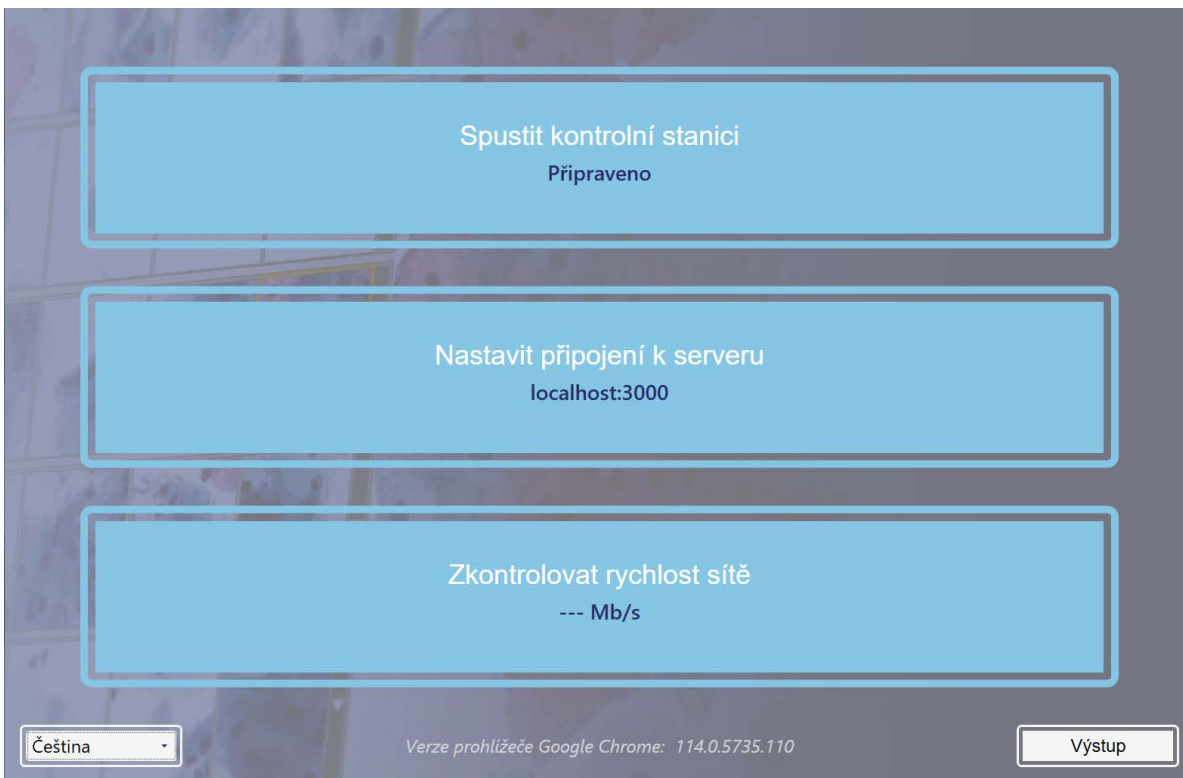 Spustit kontrolní stanici
Připraveno
Nastavit připojení k serveru
localhost:3000
Zkontrolovat rychlost sítě
--- Mb/s
Čeština
Verze prohlížeče Google Chrome: 114.0.5735.110
Výstup